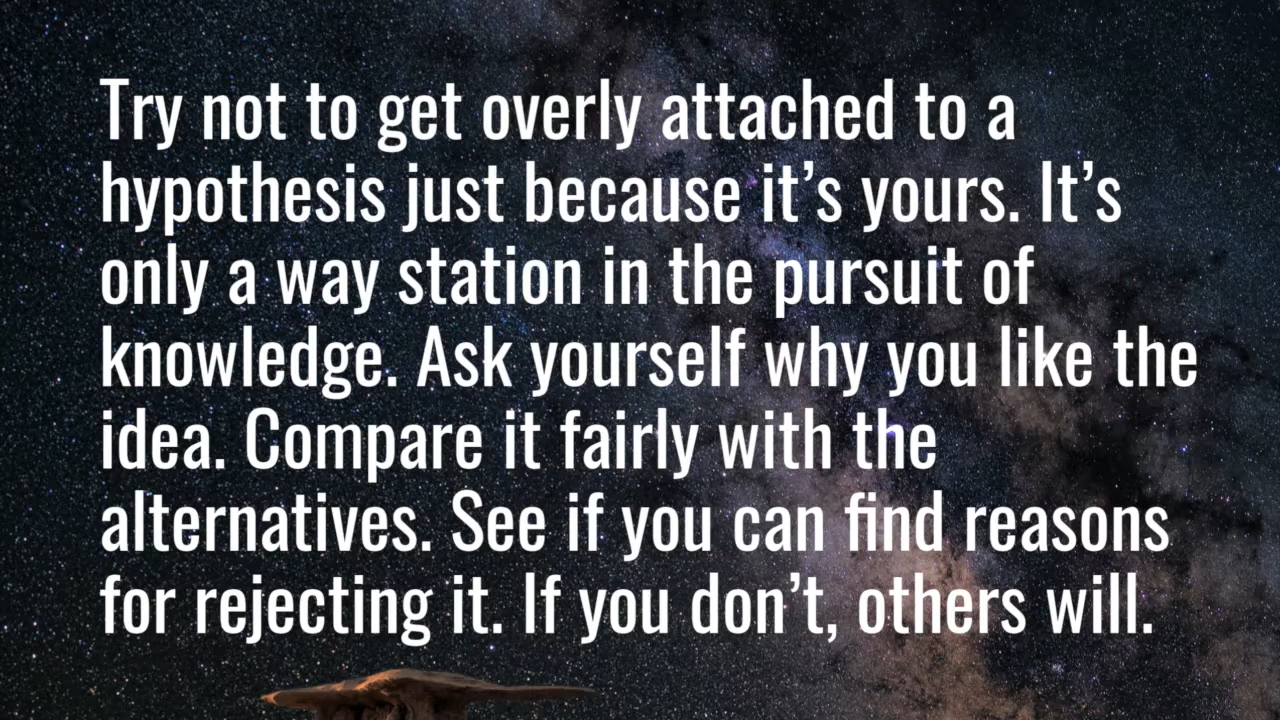 Try not to get overly attached to a
hypothesis just because it’s yours. It’s
only a way station in the pursuit of
knowledge. Ask yourself why you like the
idea. Compare it fairly with the
alternatives. See if you can find reasons
for rejecting it. If you don’t, others will.